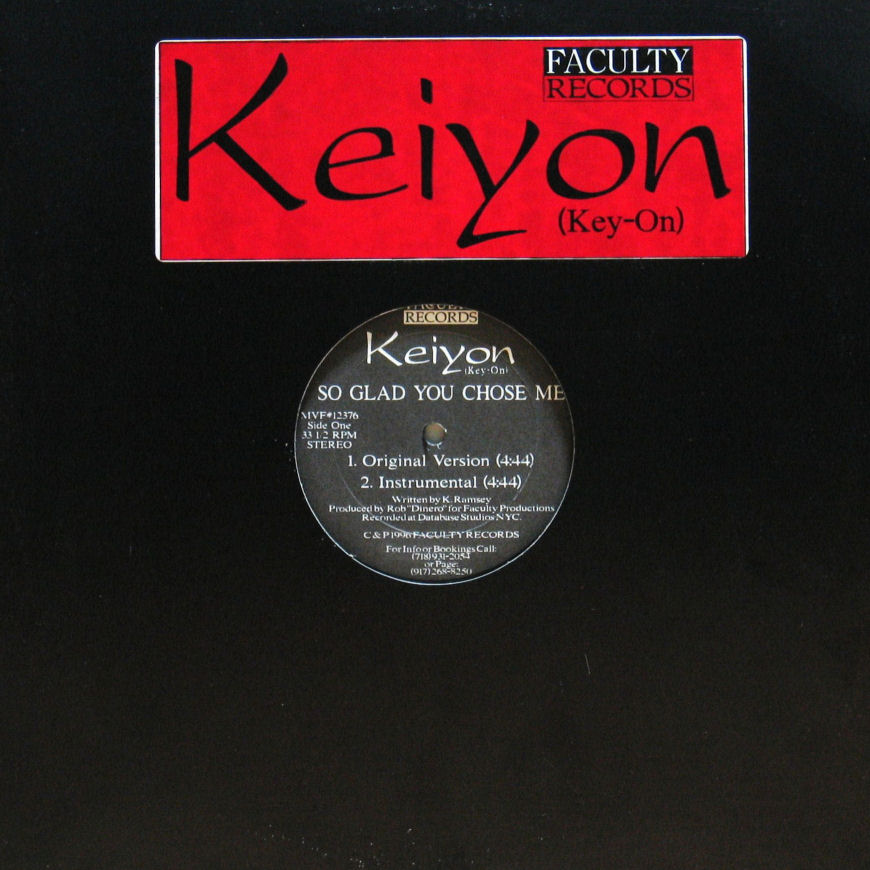 FACULTY
RECORDS
Keiyon
(Key-On)
FACULTY
RECORDS
Keiyon
(Key-On)
SO GLAD YOU CHOSE ME
MVF#12376
Side One
33 1/2 RPM
STEREO
1. Original Version (4:44)
2. Instrumental (4:44)
Written by K. Ramsey
Produced by Rob "Dinero" for Faculty Productions
Recorded at Database Studios NYC.
C & P 1996 FACULTY RECORDS
For Info or Bookings Call:
(718) 931-2054
or Page:
(917) 268-8250